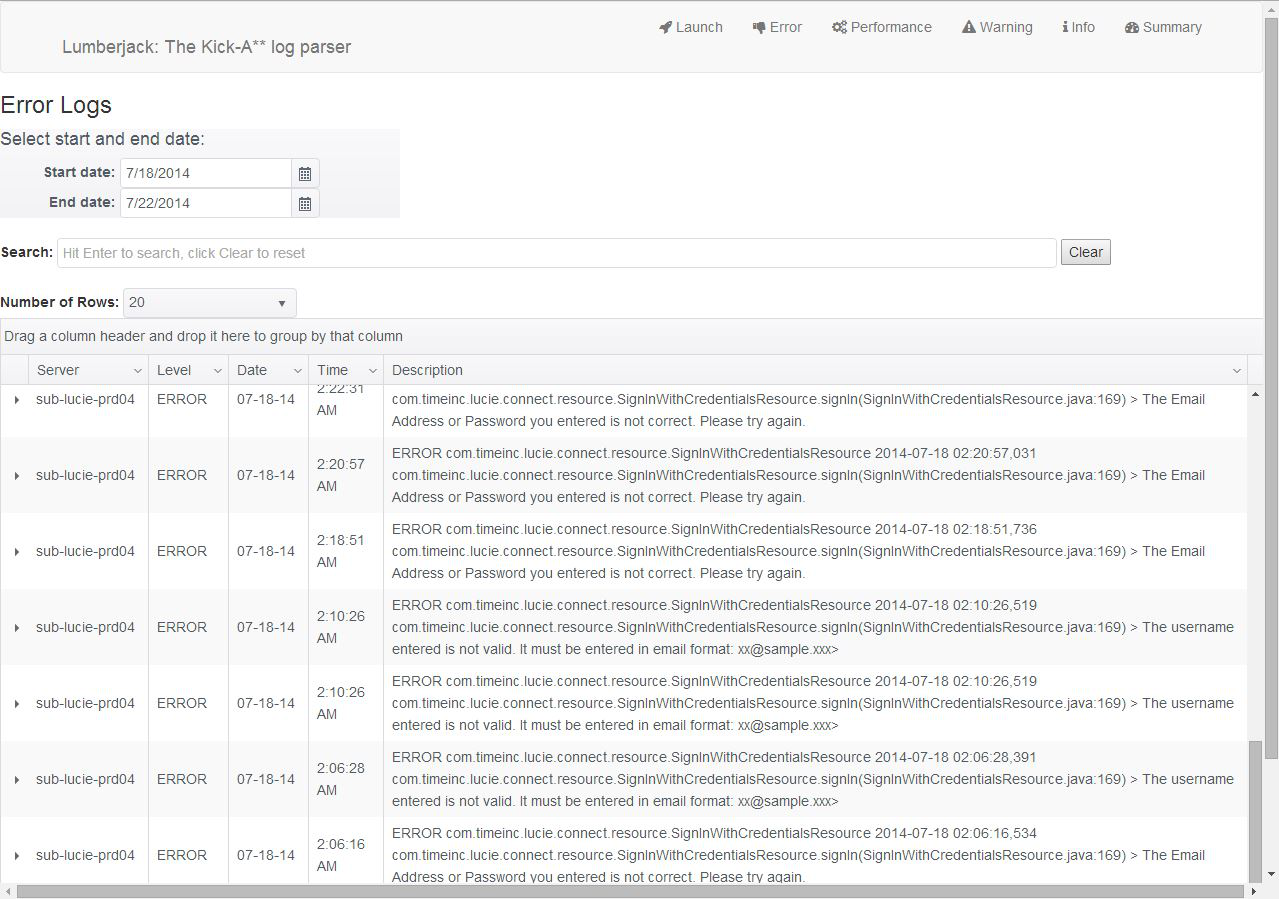 Launch Error Performance Warning Info Summary
Lumberjack: The Kick-A** log parser
Error Logs
Select start and end date:
Start date: 7/18/2014
End date: 7/22/2014
Search: Hit Enter to search, click Clear to reset Clear
Number of Rows: 20
Drag a column header and drop it here to group by that column
Server Level Date Time Description
sub-lucie-prd04 ERROR 07-18-14 2:22:31 AM com.timeinc.lucie.connect.resource.SignInWithCredentialsResource.signIn(SignInWithCredentialsResource.java:169) > The Email
Address or Password you entered is not correct. Please try again.
sub-lucie-prd04 ERROR 07-18-14 2:20:57 AM ERROR com.timeinc.lucie.connect.resource.SignInWithCredentialsResource 2014-07-18 02:20:57,031
com.timeinc.lucie.connect.resource.SignInWithCredentialsResource.signIn(SignInWithCredentialsResource.java:169) > The Email
Address or Password you entered is not correct. Please try again.
sub-lucie-prd04 ERROR 07-18-14 2:18:51 AM ERROR com.timeinc.lucie.connect.resource.SignInWithCredentialsResource 2014-07-18 02:18:51,736
com.timeinc.lucie.connect.resource.SignInWithCredentialsResource.signIn(SignInWithCredentialsResource.java:169) > The Email
Address or Password you entered is not correct. Please try again.
sub-lucie-prd04 ERROR 07-18-14 2:10:26 AM ERROR com.timeinc.lucie.connect.resource.SignInWithCredentialsResource 2014-07-18 02:10:26,519
com.timeinc.lucie.connect.resource.SignInWithCredentialsResource.signIn(SignInWithCredentialsResource.java:169) > The username
entered is not valid. It must be entered in email format: xx@sample.xxx>
sub-lucie-prd04 ERROR 07-18-14 2:10:26 AM ERROR com.timeinc.lucie.connect.resource.SignInWithCredentialsResource 2014-07-18 02:10:26,519
com.timeinc.lucie.connect.resource.SignInWithCredentialsResource.signIn(SignInWithCredentialsResource.java:169) > The username
entered is not valid. It must be entered in email format: xx@sample.xxx>
sub-lucie-prd04 ERROR 07-18-14 2:06:28 AM ERROR com.timeinc.lucie.connect.resource.SignInWithCredentialsResource 2014-07-18 02:06:28,391
com.timeinc.lucie.connect.resource.SignInWithCredentialsResource.signIn(SignInWithCredentialsResource.java:169) > The username
entered is not valid. It must be entered in email format: xx@sample.xxx>
sub-lucie-prd04 ERROR 07-18-14 2:06:16 AM ERROR com.timeinc.lucie.connect.resource.SignInWithCredentialsResource 2014-07-18 02:06:16,534
com.timeinc.lucie.connect.resource.SignInWithCredentialsResource.signIn(SignInWithCredentialsResource.java:169) > The Email
Address or Password you entered is not correct. Please try again.